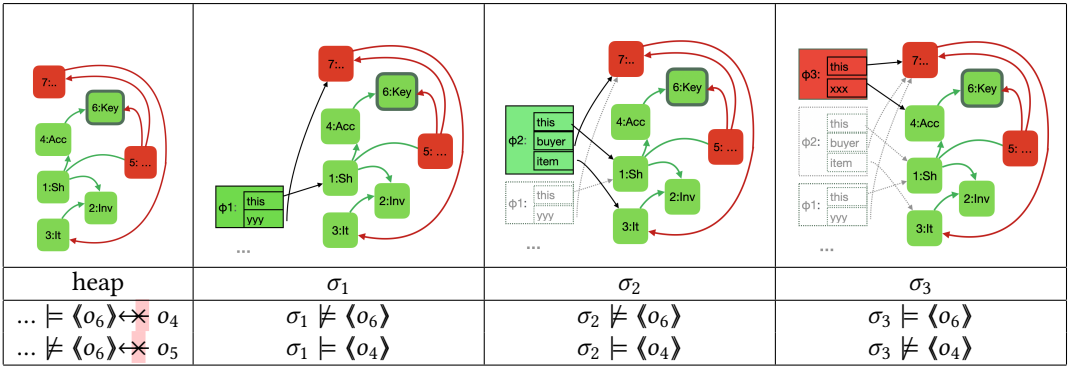 7:..
6:Key
4:Acc
5: ...
1:Sh
2:Inv
3:It
7:..
6:Key
4:Acc
5: ...
1:Sh
ϕ1:
this
yyy
2:Inv
3:It
...
7:..
6:Key
ϕ2:
this
buyer
item
4:Acc
5: ...
1:Sh
ϕ1:
this
yyy
2:Inv
3:It
...
ϕ3:
this
xxx
7:..
6:Key
4:Acc
ϕ2:
this
buyer
item
5: ...
1:Sh
ϕ1:
this
yyy
2:Inv
3:It
...
heap σ₁ σ₂ σ₃
... ⊨ ⟪o₆⟫ ↔× o₄ σ₁ ⊭ ⟪o₆⟫ σ₂ ⊭ ⟪o₆⟫ σ₃ ⊨ ⟪o₆⟫
... ⊭ ⟪o₆⟫ ↔× o₅ σ₁ ⊨ ⟪o₄⟫ σ₂ ⊨ ⟪o₄⟫ σ₃ ⊭ ⟪o₄⟫